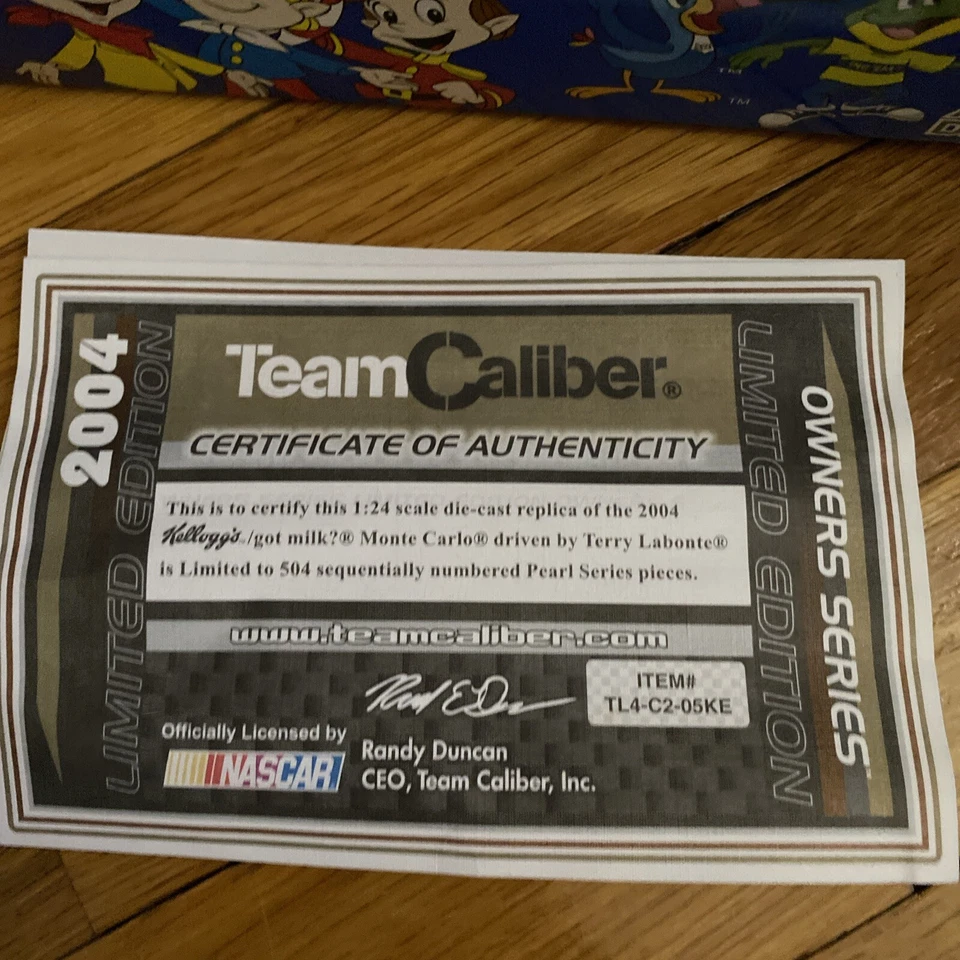 TM
TM
2004
LIMITED EDITION
TeamCaliber®
CERTIFICATE OF AUTHENTICITY
This is to certify this 1:24 scale die-cast replica of the 2004
Kellogg's/got milk?® Monte Carlo® driven by Terry Labonte®
is Limited to 504 sequentially numbered Pearl Series pieces.
www.teamcaliber.com
ITEM#
TL4-C2-05KE
Officially Licensed by
NASCAR
Randy Duncan
CEO, Team Caliber, Inc.
LIMITED EDITION
OWNERS SERIES™